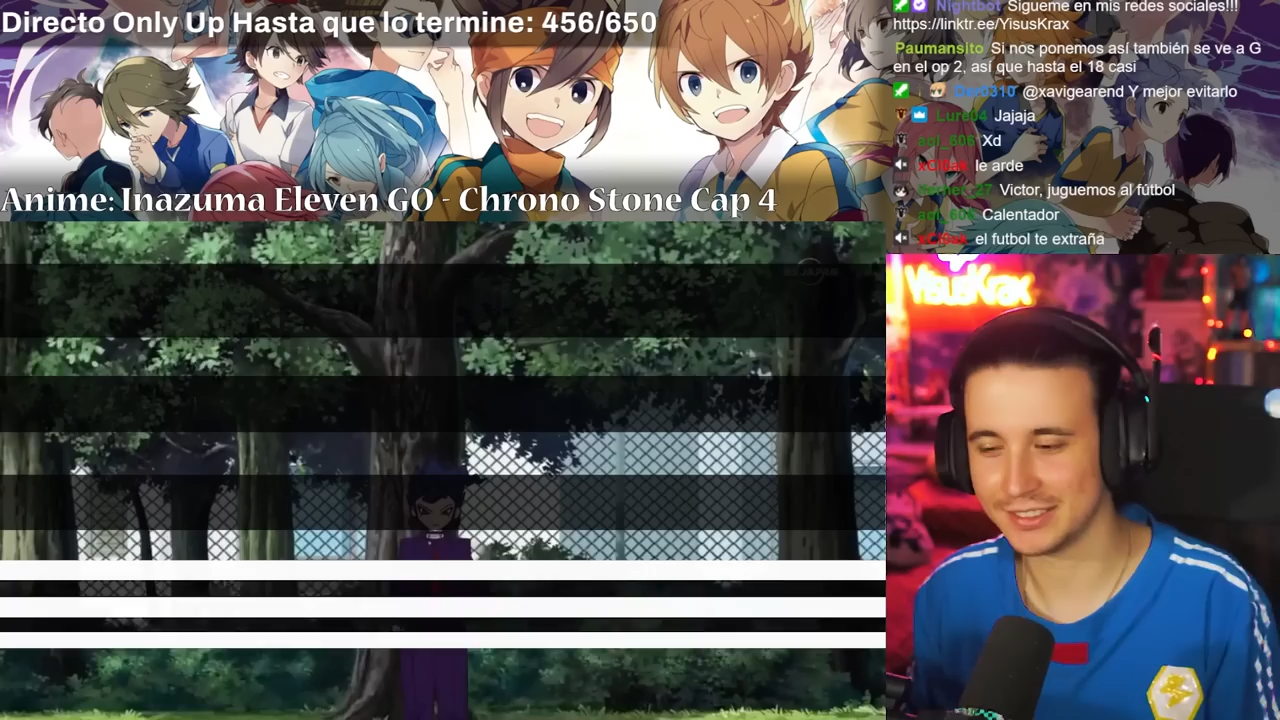 Directo Only Up Hasta que lo termine: 456/650
Anime: Inazuma Eleven GO - Chrono Stone Cap 4
Nightbot Sigueme en mis redes sociales!!!
https://linktr.ee/YisusKrax
Paumansito Si nos ponemos así también se ve a G
en el op 2, así que hasta el 18 casi
@xavigearend Y mejor evitarlo
Lure04 Jajaja
Xd
le arde
Victor, juguemos al fútbol
Calentador
el futbol te extraña
YisusKrax